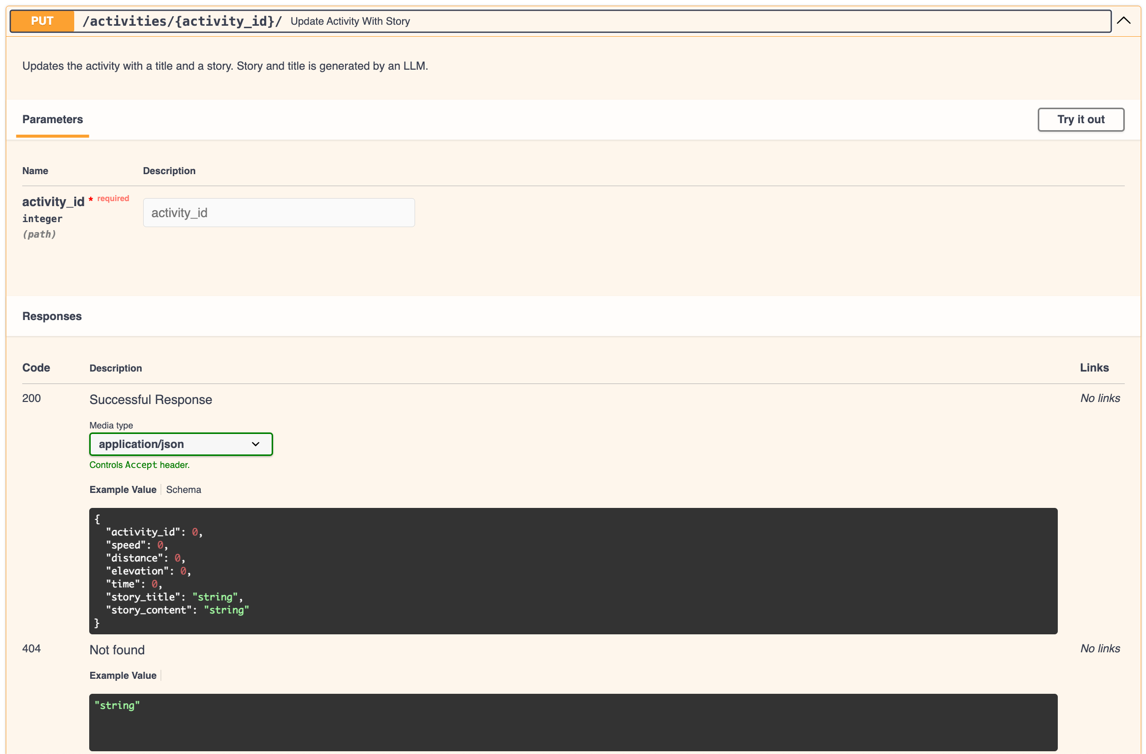 PUT /activities/{activity_id}/ Update Activity With Story
Updates the activity with a title and a story. Story and title is generated by an LLM.
Parameters
Try it out
Name Description
activity_id * required
integer
(path)
activity_id
Responses
Code Description Links
200 Successful Response No links
Media type
application/json
Controls Accept header.
Example Value Schema
{
"activity_id": 0,
"speed": 0,
"distance": 0,
"elevation": 0,
"time": 0,
"story_title": "string",
"story_content": "string"
}
404 Not found No links
Example Value
"string"